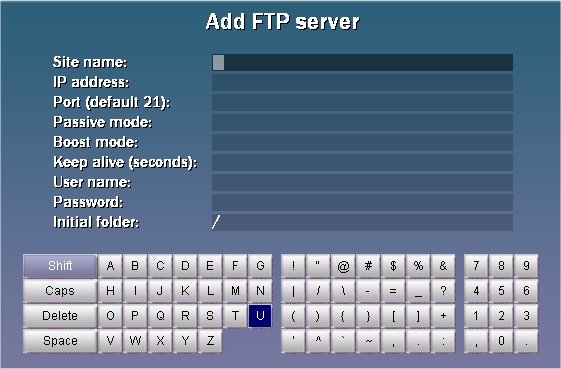 Add FTP server
Site name:
IP address:
Port (default 21):
Passive mode:
Boost mode:
Keep alive (seconds):
User name:
Password:
Initial folder: /
Shift A B C D E F G ! " @ # $ % & 7 8 9
Caps H I J K L M N | / \ - = _ ? 4 5 6
Delete O P Q R S T U ( ) { } [ ] + 1 2 3
Space V W X Y Z ' ^ ` ~ , . : , 0 .